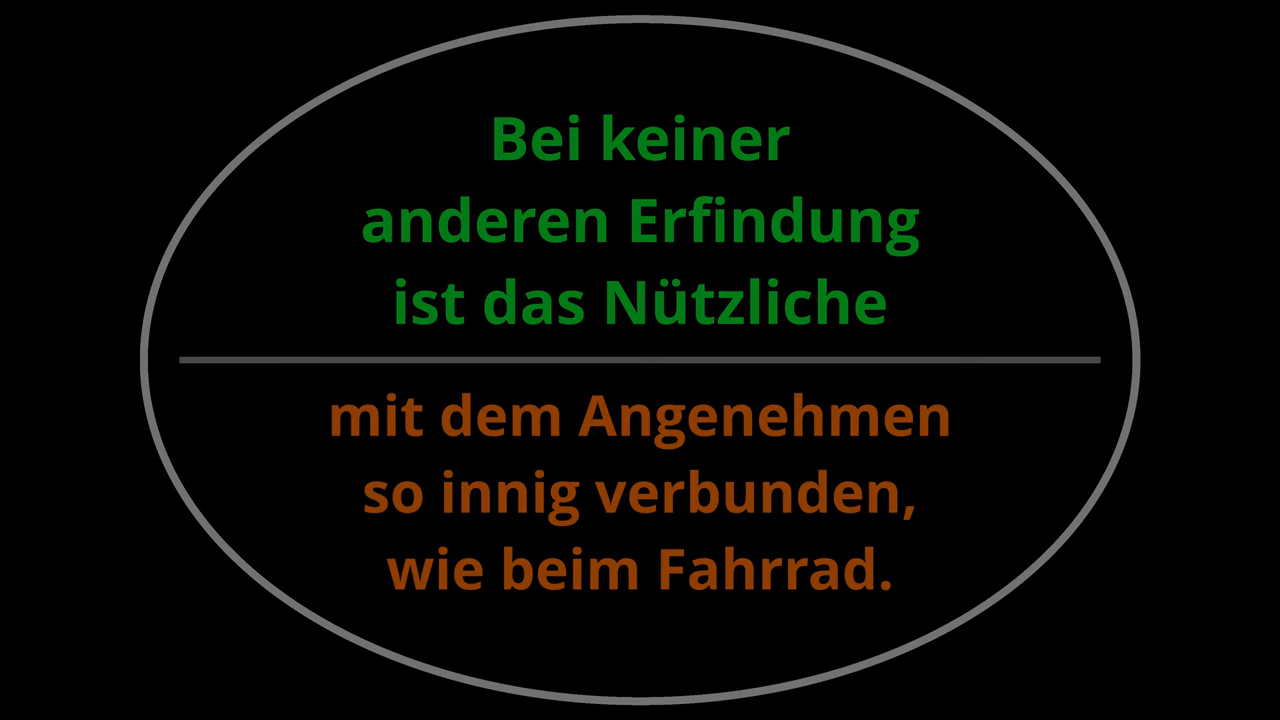 Bei keiner
anderen Erfindung
ist das Nützliche
mit dem Angenehmen
so innig verbunden,
wie beim Fahrrad.